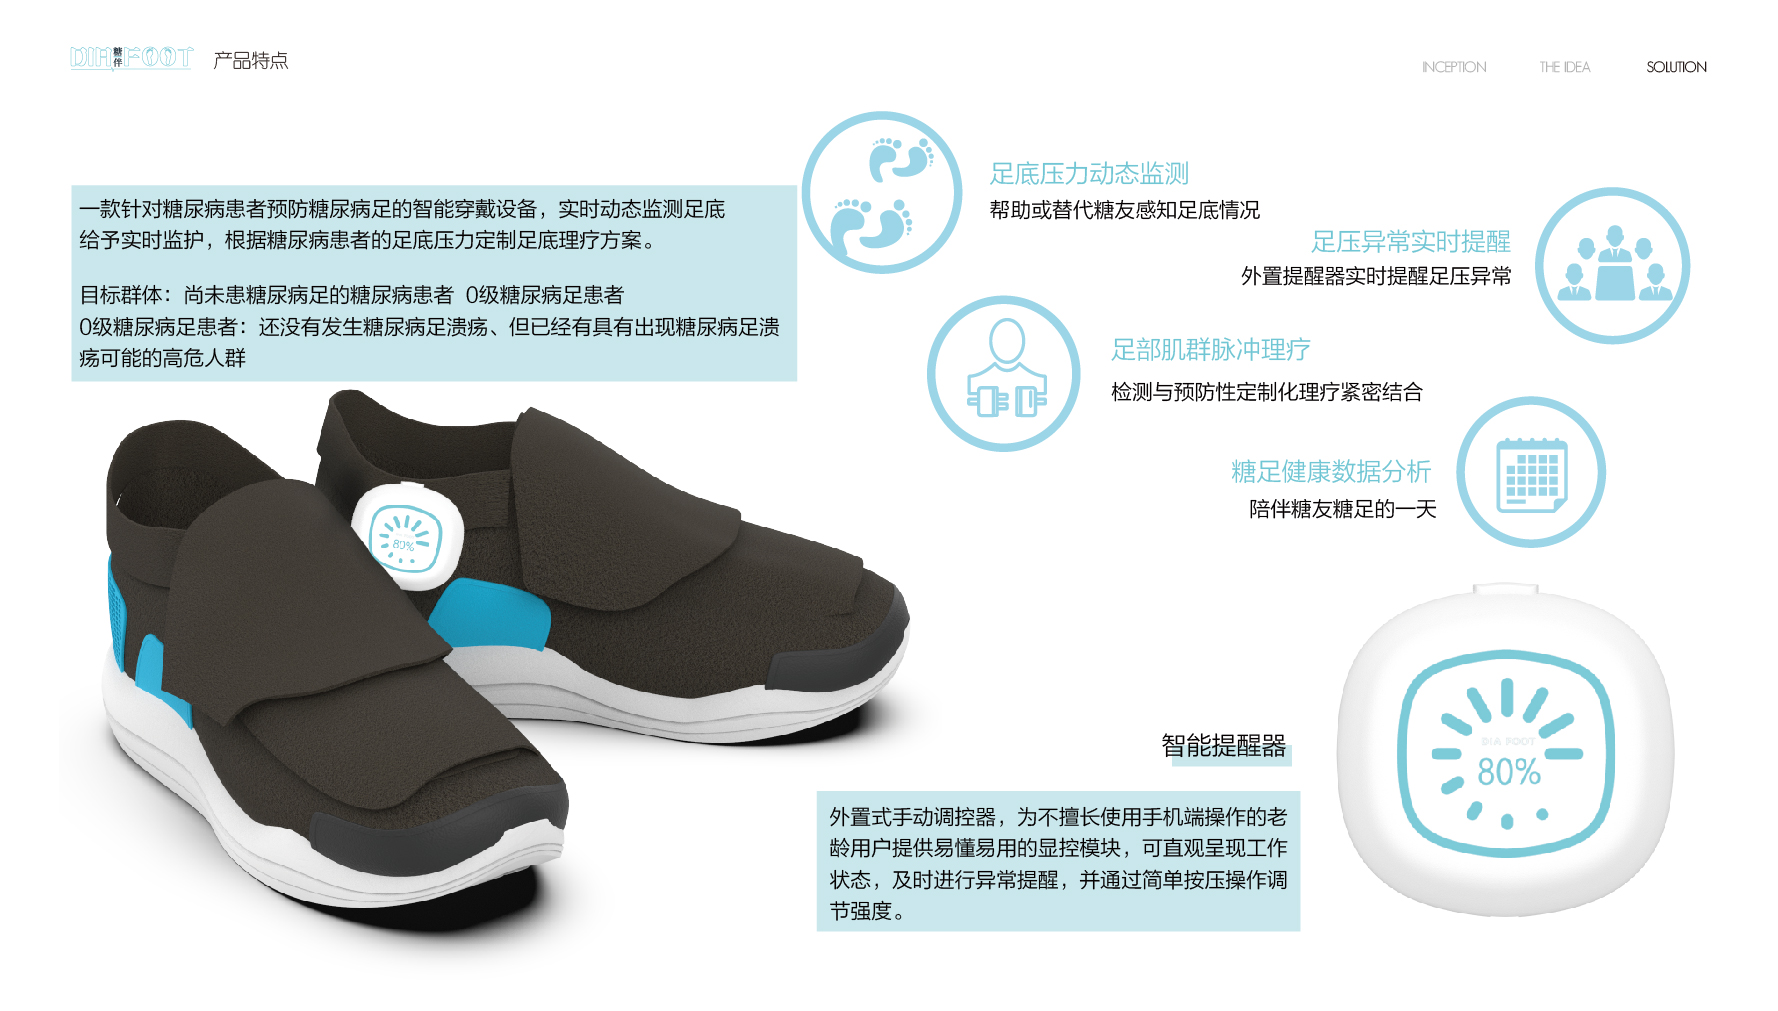 DIA糖伴FOOT 产品特点
INCEPTION THE IDEA SOLUTION
一款针对糖尿病患者预防糖尿病足的智能穿戴设备，实时动态监测足底
给予实时监护，根据糖尿病患者的足底压力定制足底理疗方案。
目标群体：尚未患糖尿病足的糖尿病患者 0级糖尿病足患者
0级糖尿病足患者：还没有发生糖尿病足溃疡、但已经有具有出现糖尿病足溃
疡可能的高危人群
足底压力动态监测
帮助或替代糖友感知足底情况
足压异常实时提醒
外置提醒器实时提醒足压异常
足部肌群脉冲理疗
检测与预防性定制化理疗紧密结合
糖足健康数据分析
陪伴糖友糖足的一天
80%
智能提醒器
外置式手动调控器，为不擅长使用手机端操作的老
龄用户提供易懂易用的显控模块，可直观呈现工作
状态，及时进行异常提醒，并通过简单按压操作调
节强度。
DIA FOOT
80%